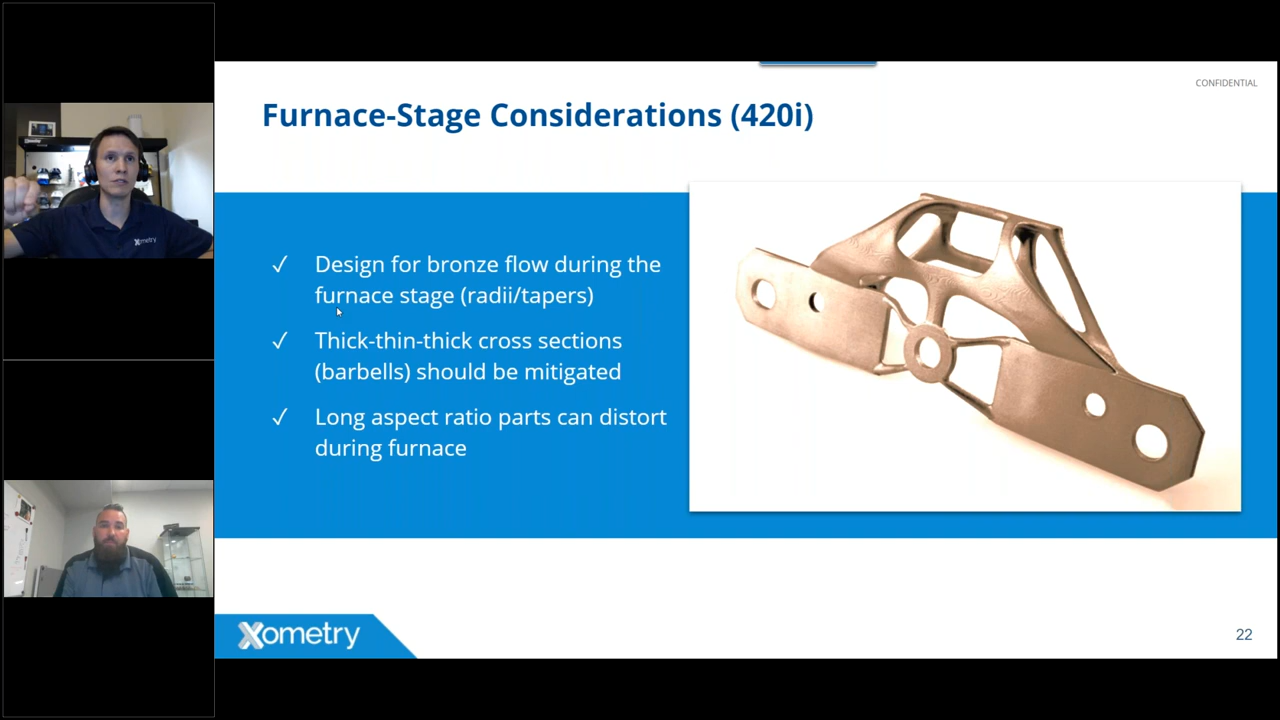 CONFIDENTIAL
Furnace-Stage Considerations (420i)
✓ Design for bronze flow during the
furnace stage (radii/tapers)
✓ Thick-thin-thick cross sections
(barbells) should be mitigated
✓ Long aspect ratio parts can distort
during furnace
Xometry
22
Xometry